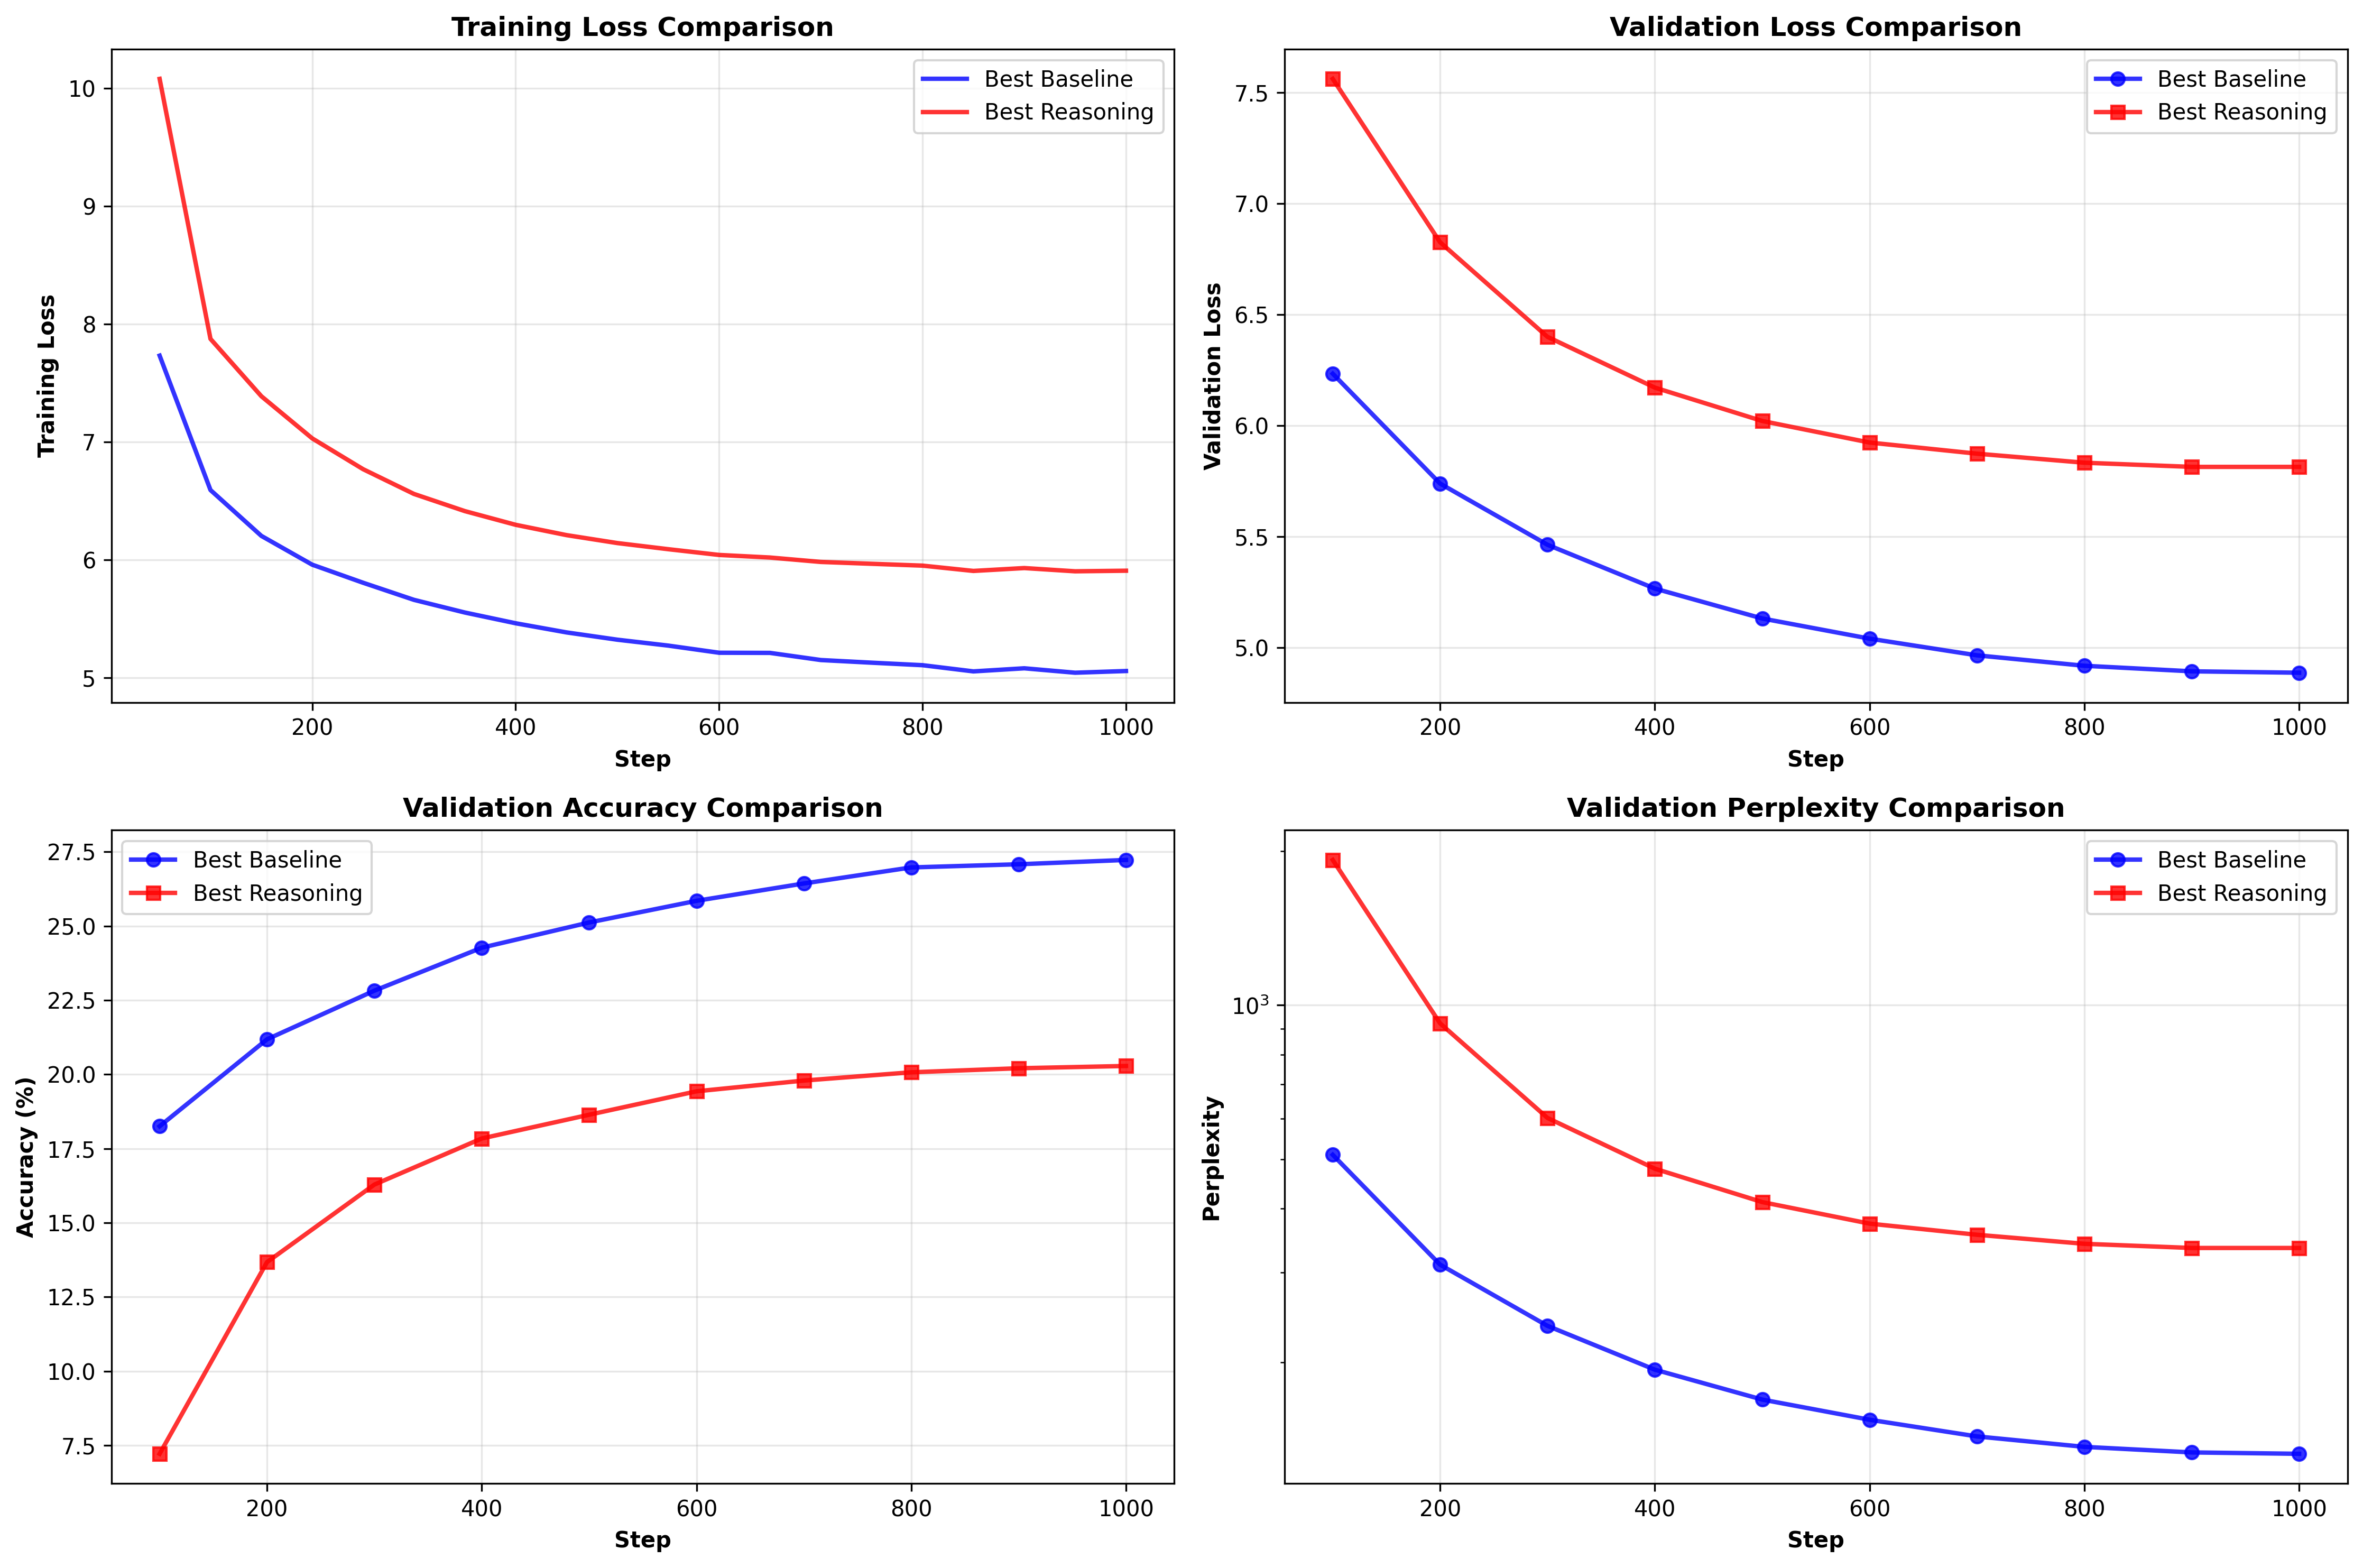 Training Loss Comparison
Training Loss
10
9
8
7
6
5
200
400
600
800
1000
Step
Best Baseline
Best Reasoning
Validation Loss Comparison
Validation Loss
7.5
7.0
6.5
6.0
5.5
5.0
200
400
600
800
1000
Step
Best Baseline
Best Reasoning
Validation Accuracy Comparison
Accuracy (%)
27.5
25.0
22.5
20.0
17.5
15.0
12.5
10.0
7.5
200
400
600
800
1000
Step
Best Baseline
Best Reasoning
Validation Perplexity Comparison
Perplexity
10³
200
400
600
800
1000
Step
Best Baseline
Best Reasoning